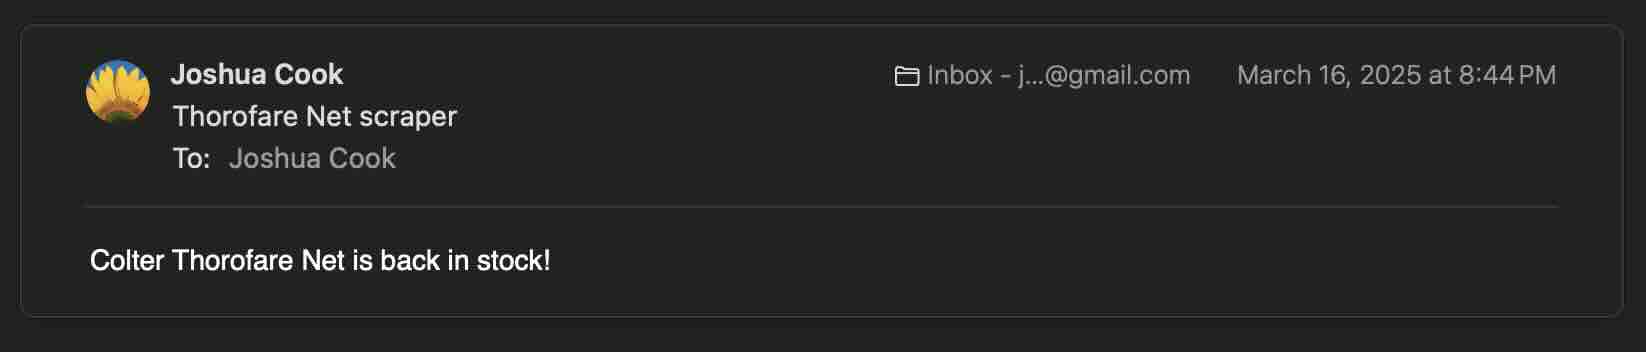 Joshua Cook
Inbox - j...@gmail.com
March 16, 2025 at 8:44 PM
Thorofare Net scraper
To: Joshua Cook
Colter Thorofare Net is back in stock!